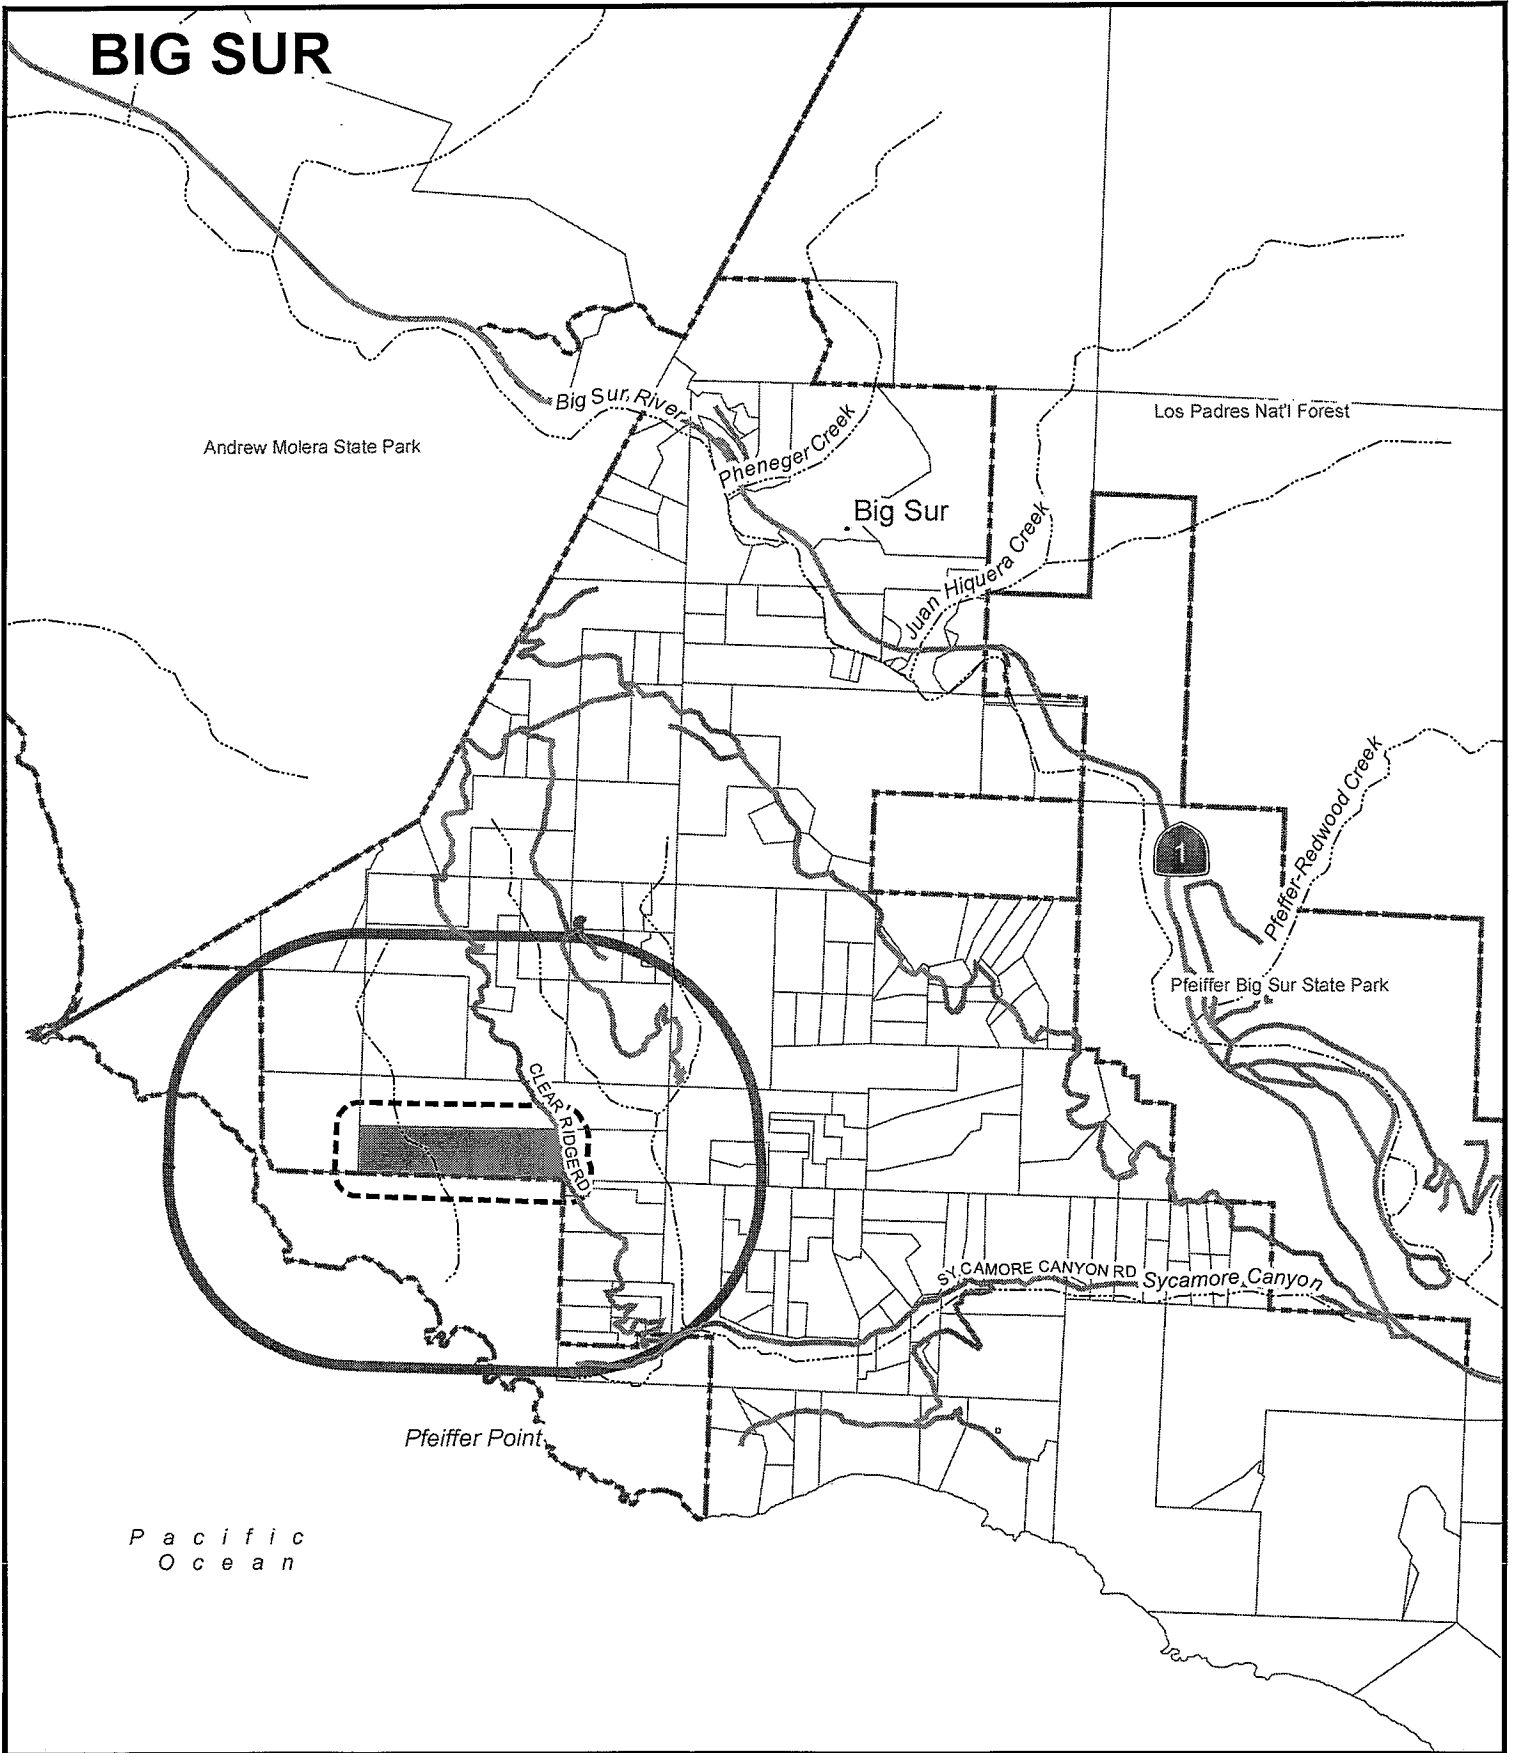 BIG SUR
Big Sur River
Los Padres Nat'l Forest
Andrew Molera State Park
Pheneger Creek
Big Sur
Juan Hiquera Creek
1
Pfeiffer-Redwood Creek
Pfeiffer Big Sur State Park
CLEAR RIDGE RD
SYCAMORE CANYON RD
Sycamore Canyon
Pfeiffer Point
Pacific
Ocean